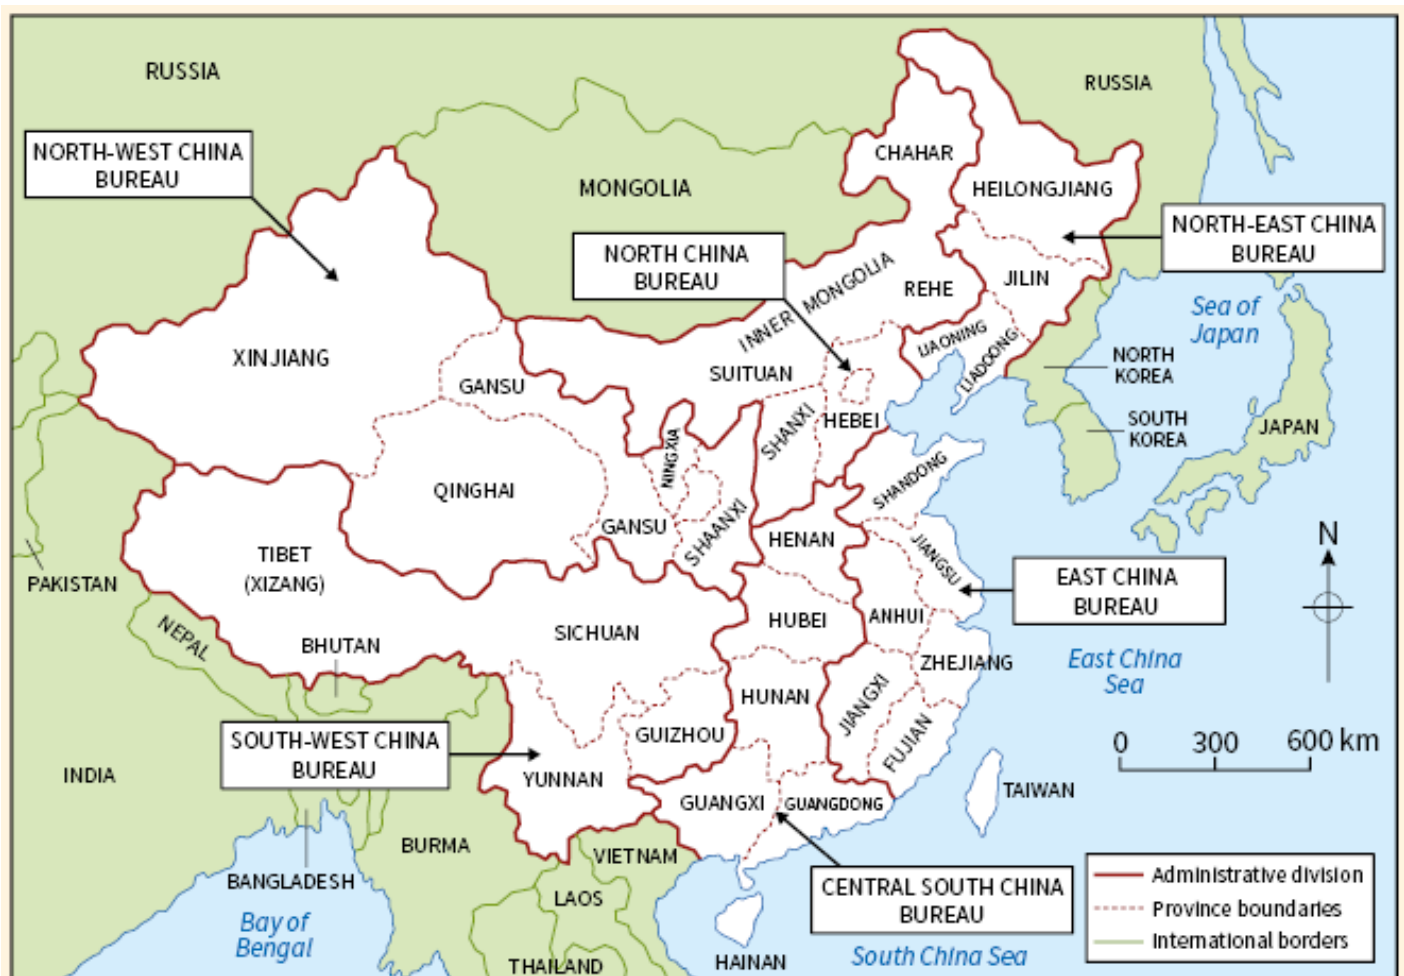 RUSSIA
RUSSIA
NORTH-WEST CHINA
BUREAU
CHAHAR
MONGOLIA
HEILONGJIANG
NORTH CHINA
BUREAU
NORTH-EAST CHINA
BUREAU
INNER MONGOLIA
REHE
JILIN
Sea of
Japan
XINJIANG
GANSU
SUITUAN
LIAONING
LIADOONG
NORTH
KOREA
SOUTH
KOREA
JAPAN
SHANXI
HEBEI
NINGXIA
QINGHAI
SHANDONG
GANSU
SHAANXI
HENAN
JIANGSU
N
TIBET
(XIZANG)
PAKISTAN
EAST CHINA
BUREAU
NEPAL
BHUTAN
SICHUAN
HUBEI
ANHUI
ZHEJIANG
East China
Sea
HUNAN
JIANGXI
FUJIAN
SOUTH-WEST CHINA
BUREAU
GUIZHOU
0 300 600 km
INDIA
YUNNAN
GUANGXI
GUANGDONG
TAIWAN
BURMA
VIETNAM
BANGLADESH
LAOS
CENTRAL SOUTH CHINA
BUREAU
Administrative division
Province boundaries
International borders
Bay of
Bengal
THAILAND
HAINAN
South China Sea